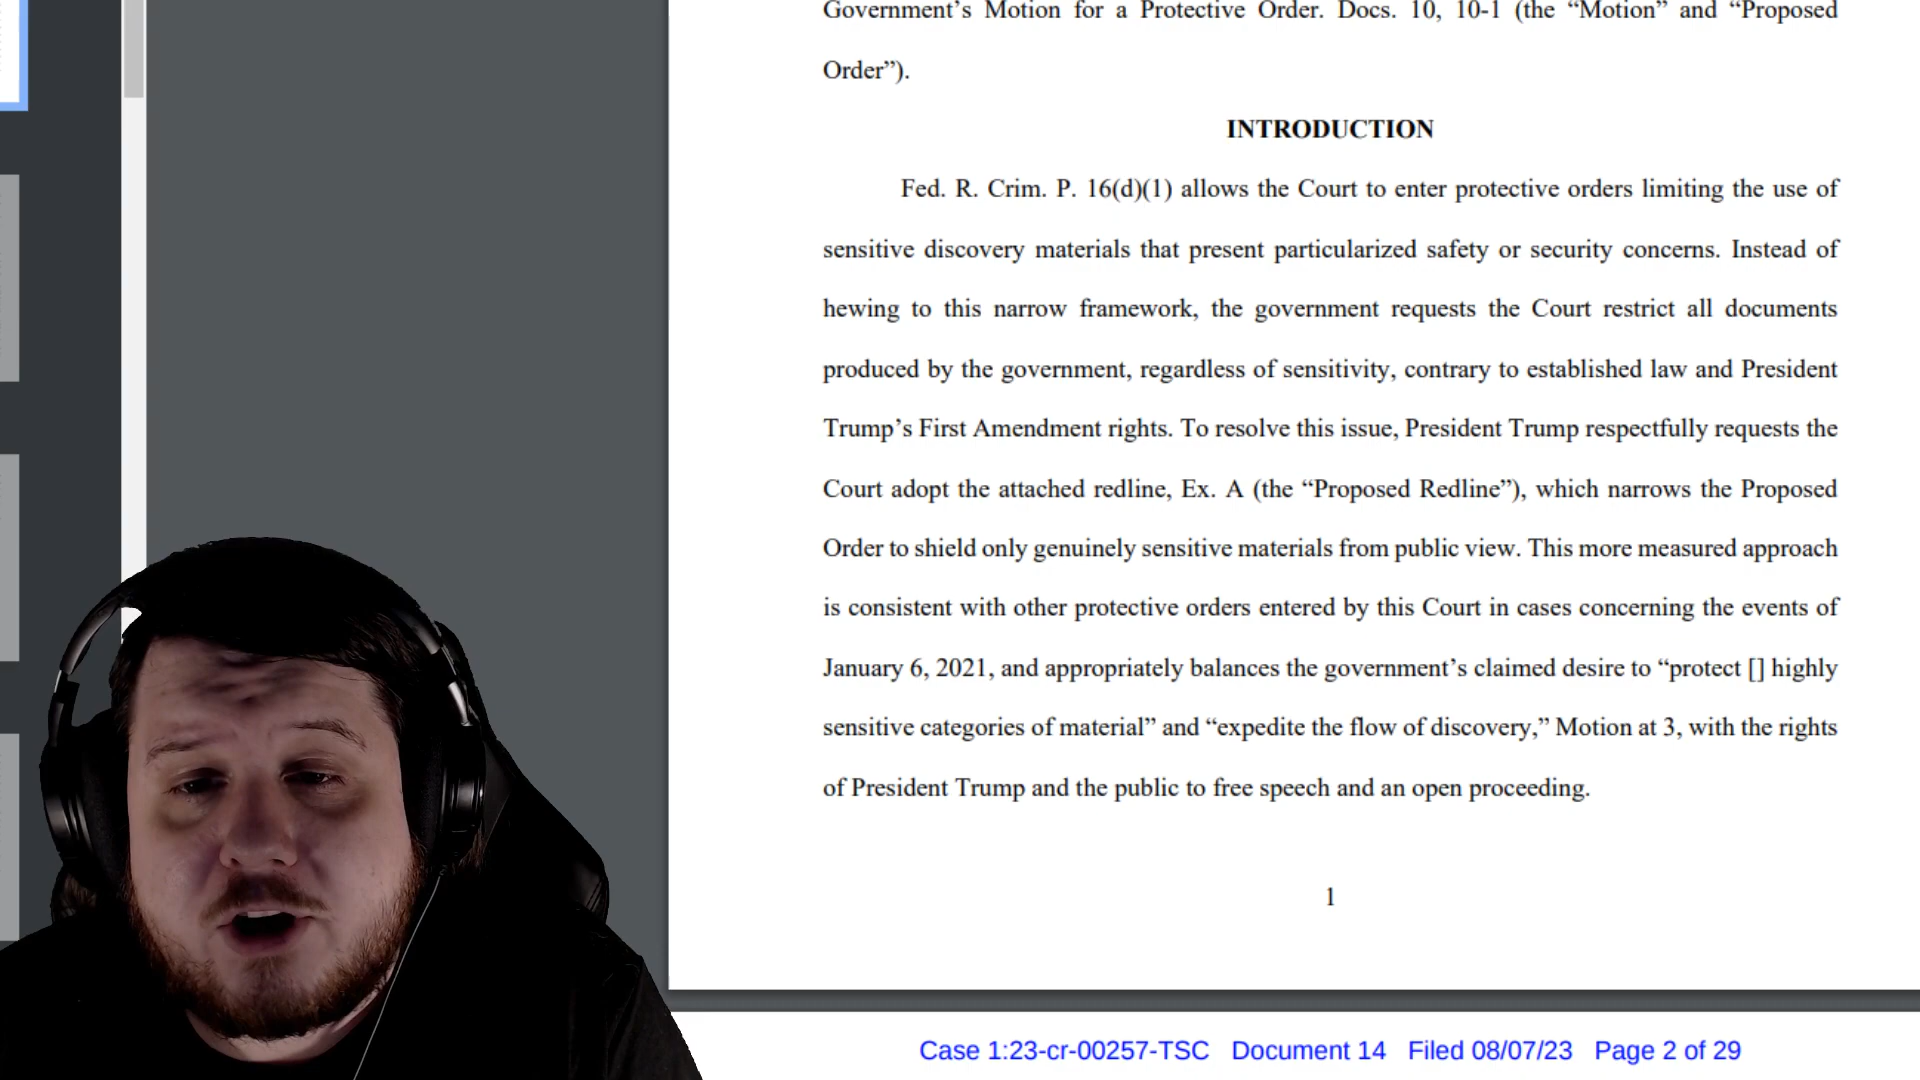 Government’s Motion for a Protective Order. Docs. 10, 10-1 (the “Motion” and “Proposed
Order”).
INTRODUCTION
Fed. R. Crim. P. 16(d)(1) allows the Court to enter protective orders limiting the use of
sensitive discovery materials that present particularized safety or security concerns. Instead of
hewing to this narrow framework, the government requests the Court restrict all documents
produced by the government, regardless of sensitivity, contrary to established law and President
Trump’s First Amendment rights. To resolve this issue, President Trump respectfully requests the
Court adopt the attached redline, Ex. A (the “Proposed Redline”), which narrows the Proposed
Order to shield only genuinely sensitive materials from public view. This more measured approach
is consistent with other protective orders entered by this Court in cases concerning the events of
January 6, 2021, and appropriately balances the government’s claimed desire to “protect [] highly
sensitive categories of material” and “expedite the flow of discovery,” Motion at 3, with the rights
of President Trump and the public to free speech and an open proceeding.
1
Case 1:23-cr-00257-TSC Document 14 Filed 08/07/23 Page 2 of 29